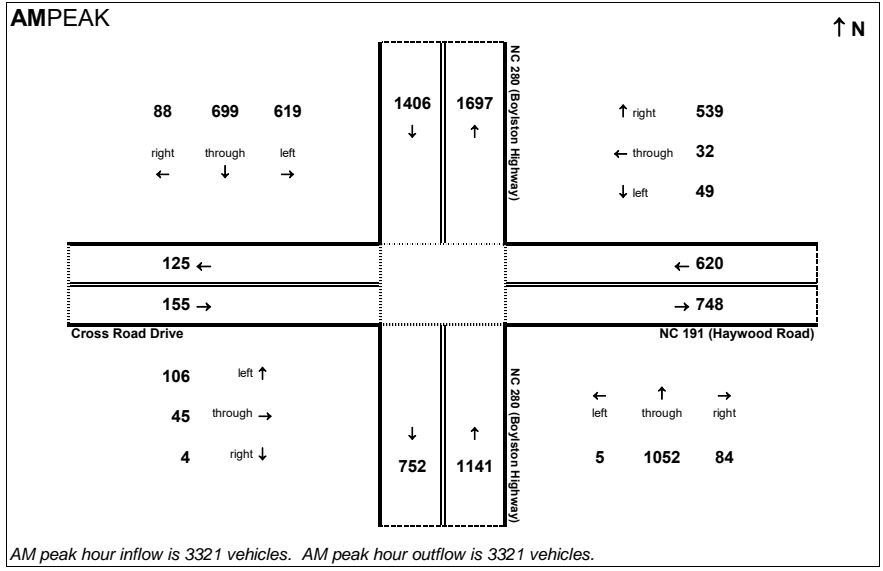 AM PEAK
↑ N
NC 280 (Boylston Highway)
1406 1697
↓ ↑
88 699 619
right through left
← ↓ →
↑ right 539
← through 32
↓ left 49
125 ←
← 620
155 →
→ 748
Cross Road Drive
NC 191 (Haywood Road)
106 left ↑
45 through →
4 right ↓
NC 280 (Boylston Highway)
↓ ↑
752 1141
← ↑ →
left through right
5 1052 84
AM peak hour inflow is 3321 vehicles. AM peak hour outflow is 3321 vehicles.